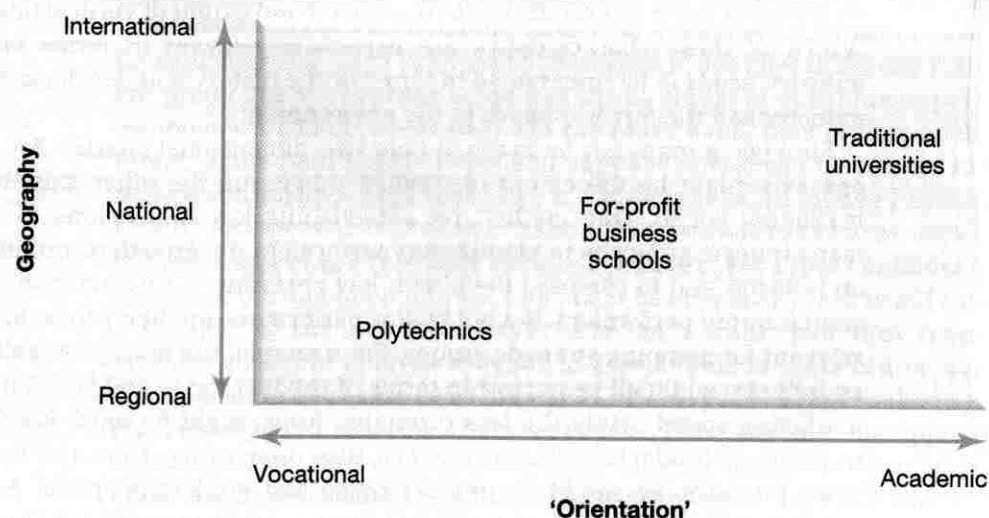 International
Traditional
universities
Geography
National
For-profit
business
schools
Polytechnics
Regional
Vocational
Academic
'Orientation'